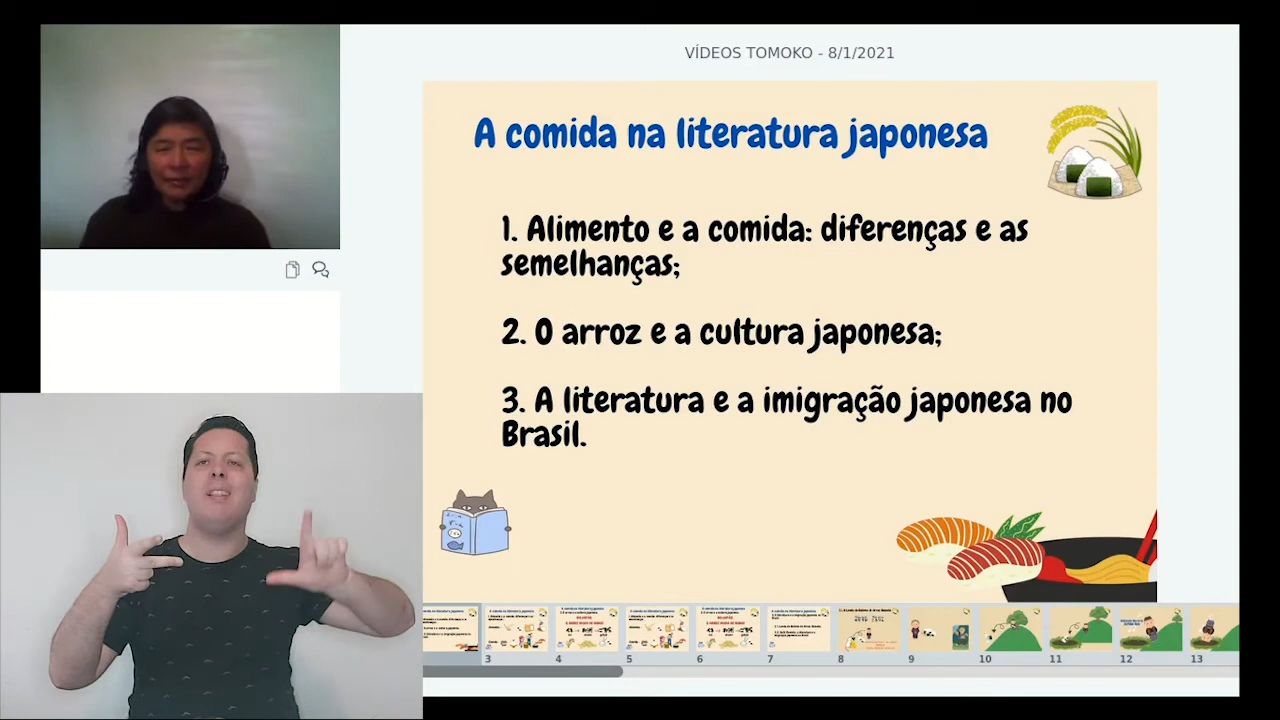 VÍDEOS TOMOKO - 8/1/2021
A comida na literatura japonesa
1. Alimento e a comida: diferenças e as
semelhanças;
2. O arroz e a cultura japonesa;
3. A literatura e a imigração japonesa no
Brasil.
3 4 5 6 7 8 9 10 11 12 13